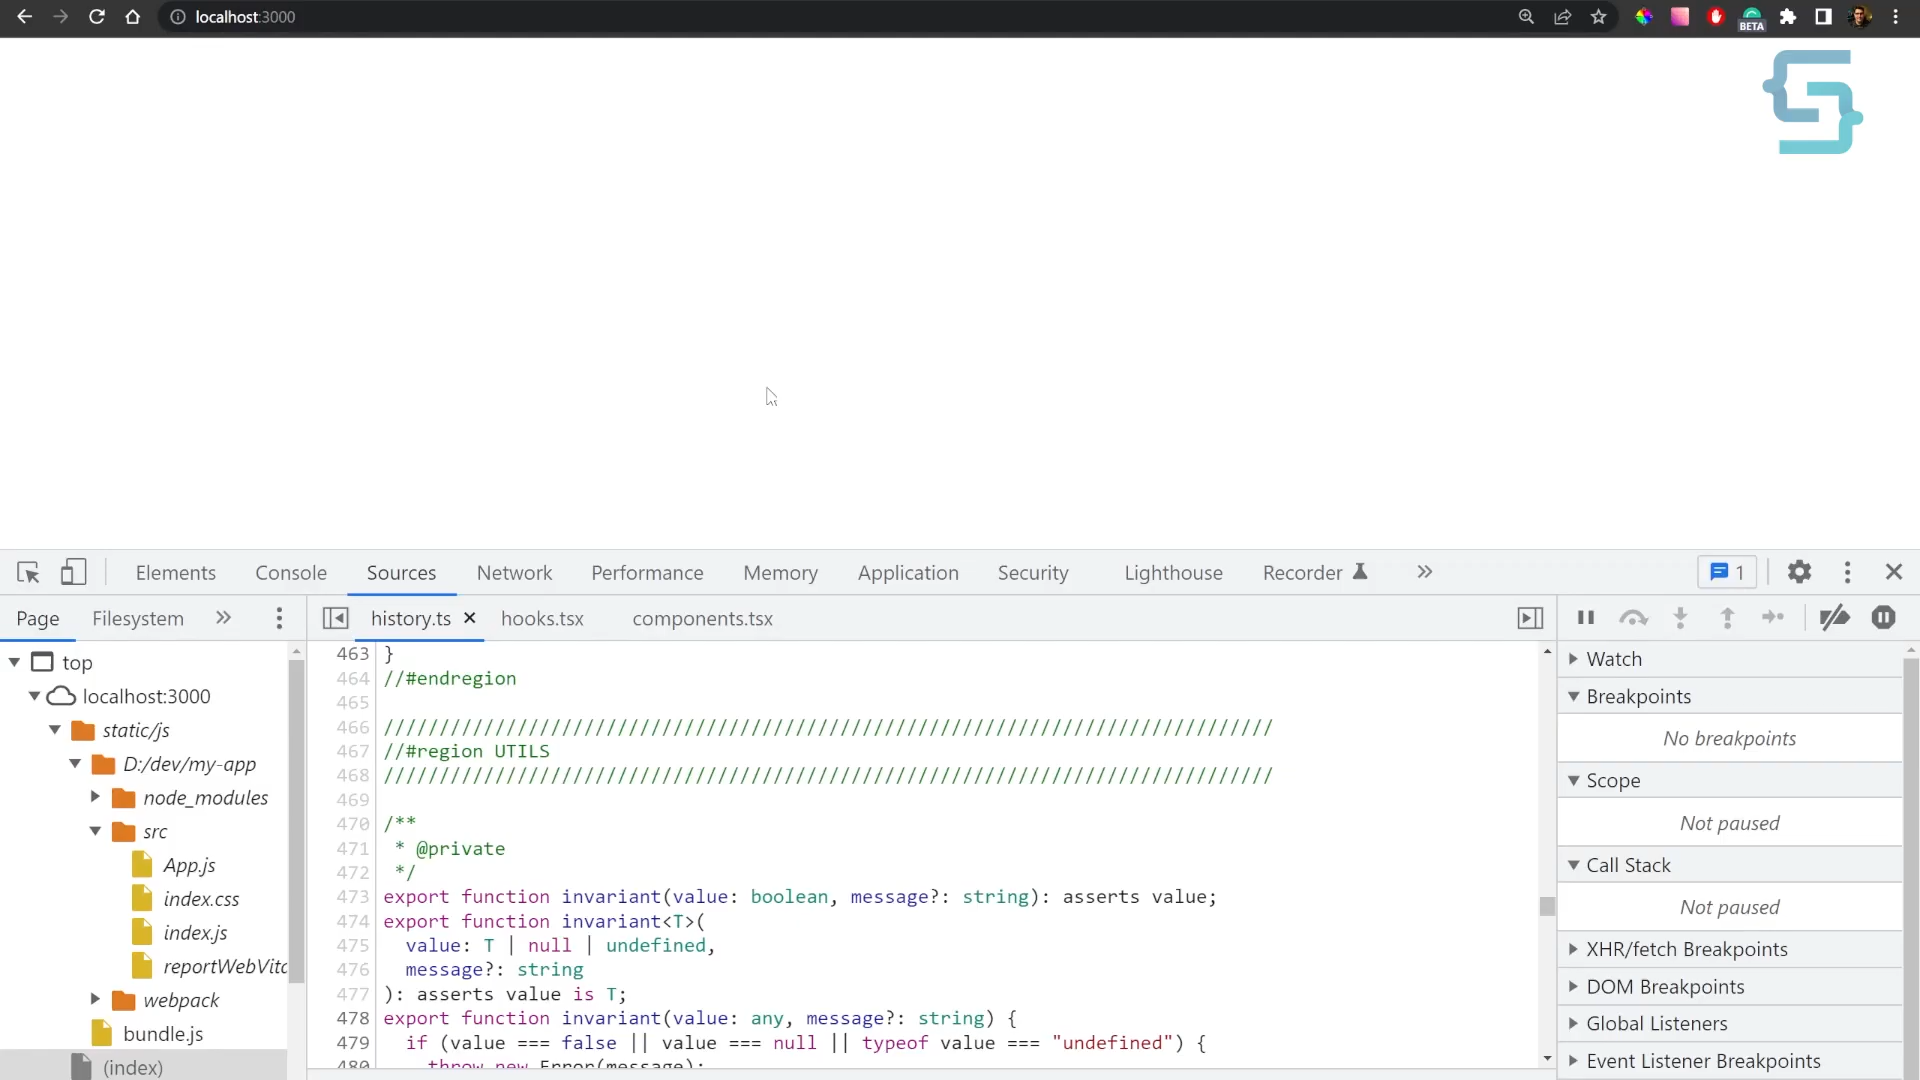 localhost:3000
BETA
Elements Console Sources Network Performance Memory Application Security Lighthouse Recorder 1
Page Filesystem history.ts hooks.tsx components.tsx
top
localhost:3000
static/js
D:/dev/my-app
node_modules
src
App.js
index.css
index.js
reportWebVita
webpack
bundle.js
(index)
463 }
464 //#endregion
465
466 ////////////////////////////////////////////////////////////////////////////////
467 //#region UTILS
468 ////////////////////////////////////////////////////////////////////////////////
469
470 /**
471  * @private
472  */
473 export function invariant(value: boolean, message?: string): asserts value;
474 export function invariant<T>(
475   value: T | null | undefined,
476   message?: string
477 ): asserts value is T;
478 export function invariant(value: any, message?: string) {
479   if (value === false || value === null || typeof value === "undefined") {
480     throw new Error(message);
Watch
Breakpoints
No breakpoints
Scope
Not paused
Call Stack
Not paused
XHR/fetch Breakpoints
DOM Breakpoints
Global Listeners
Event Listener Breakpoints